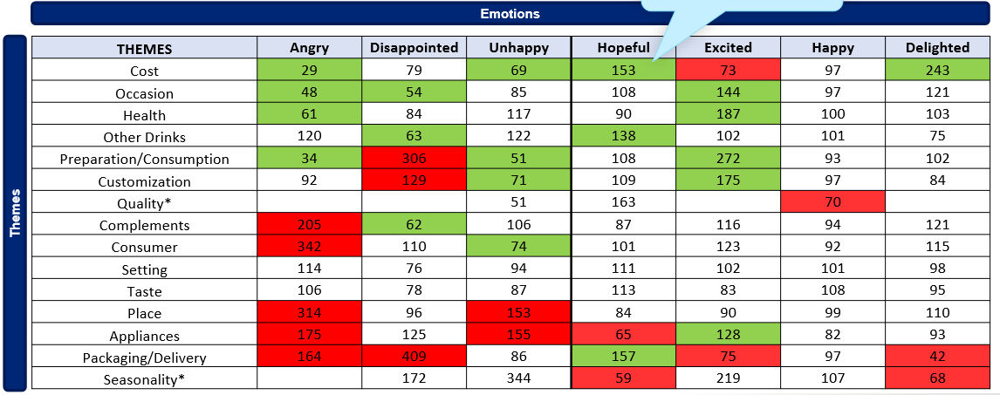 Emotions
Themes
THEMES Angry Disappointed Unhappy Hopeful Excited Happy Delighted
Cost 29 79 69 153 73 97 243
Occasion 48 54 85 108 144 97 121
Health 61 84 117 90 187 100 103
Other Drinks 120 63 122 138 102 101 75
Preparation/Consumption 34 306 51 108 272 93 102
Customization 92 129 71 109 175 97 84
Quality* 51 163 70
Complements 205 62 106 87 116 94 121
Consumer 342 110 74 101 123 92 115
Setting 114 76 94 111 102 101 98
Taste 106 78 87 113 83 108 95
Place 314 96 153 84 90 99 110
Appliances 175 125 155 65 128 82 93
Packaging/Delivery 164 409 86 157 75 97 42
Seasonality* 172 344 59 219 107 68